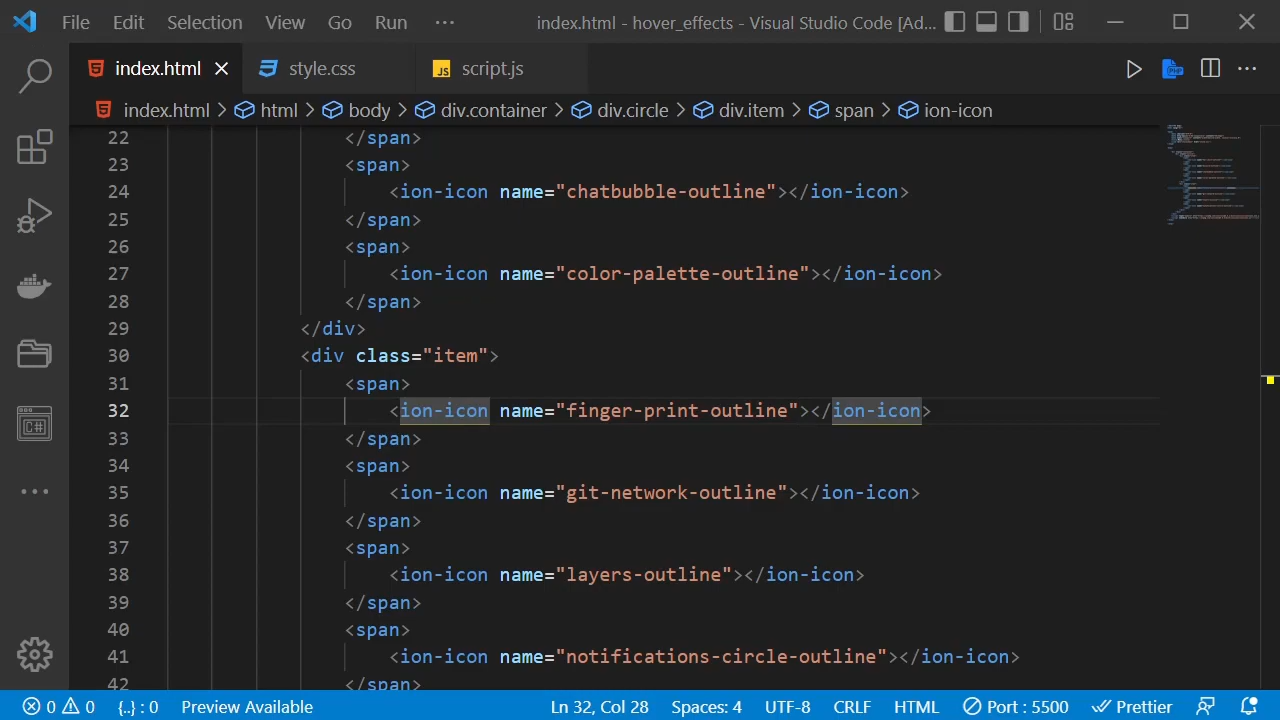 File Edit Selection View Go Run ··· index.html - hover_effects - Visual Studio Code [Ad...
index.html style.css JS script.js PHP
index.html > html > body > div.container > div.circle > div.item > span > ion-icon
22 </span>
23 <span>
24 <ion-icon name="chatbubble-outline"></ion-icon>
25 </span>
26 <span>
27 <ion-icon name="color-palette-outline"></ion-icon>
28 </span>
29 </div>
30 <div class="item">
31 <span>
32 <ion-icon name="finger-print-outline"></ion-icon>
33 </span>
34 <span>
35 <ion-icon name="git-network-outline"></ion-icon>
36 </span>
37 <span>
38 <ion-icon name="layers-outline"></ion-icon>
39 </span>
40 <span>
41 <ion-icon name="notifications-circle-outline"></ion-icon>
42 </span>
C#
0 0 {..} : 0 Preview Available Ln 32, Col 28 Spaces: 4 UTF-8 CRLF HTML Port : 5500 Prettier